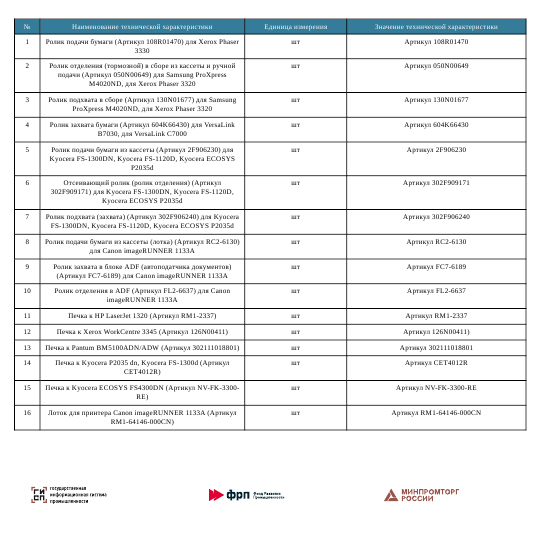 № Наименование технической характеристики Единица измерения Значение технической характеристики
1 Ролик подачи бумаги (Артикул 108R01470) для Xerox Phaser 3330 шт Артикул 108R01470
2 Ролик отделения (тормозной) в сборе из кассеты и ручной подачи (Артикул 050N00649) для Samsung ProXpress M4020ND, для Xerox Phaser 3320 шт Артикул 050N00649
3 Ролик подхвата в сборе (Артикул 130N01677) для Samsung ProXpress M4020ND, для Xerox Phaser 3320 шт Артикул 130N01677
4 Ролик захвата бумаги (Артикул 604K66430) для VersaLink B7030, для VersaLink C7000 шт Артикул 604K66430
5 Ролик подачи бумаги из кассеты (Артикул 2F906230) для Kyocera FS-1300DN, Kyocera FS-1120D, Kyocera ECOSYS P2035d шт Артикул 2F906230
6 Отсеивающий ролик (ролик отделения) (Артикул 302F909171) для Kyocera FS-1300DN, Kyocera FS-1120D, Kyocera ECOSYS P2035d шт Артикул 302F909171
7 Ролик подхвата (захвата) (Артикул 302F906240) для Kyocera FS-1300DN, Kyocera FS-1120D, Kyocera ECOSYS P2035d шт Артикул 302F906240
8 Ролик подачи бумаги из кассеты (лотка) (Артикул RC2-6130) для Canon imageRUNNER 1133A шт Артикул RC2-6130
9 Ролик захвата в блоке ADF (автоподатчика документов) (Артикул FC7-6189) для Canon imageRUNNER 1133A шт Артикул FC7-6189
10 Ролик отделения в ADF (Артикул FL2-6637) для Canon imageRUNNER 1133A шт Артикул FL2-6637
11 Печка к HP LaserJet 1320 (Артикул RM1-2337) шт Артикул RM1-2337
12 Печка к Xerox WorkCentre 3345 (Артикул 126N00411) шт Артикул 126N00411)
13 Печка к Pantum BM5100ADN/ADW (Артикул 302111018801) шт Артикул 302111018801
14 Печка к Kyocera P2035 dn, Kyocera FS-1300d (Артикул CET4012R) шт Артикул CET4012R
15 Печка к Kyocera ECOSYS FS4300DN (Артикул NV-FK-3300-RE) шт Артикул NV-FK-3300-RE
16 Лоток для принтера Canon imageRUNNER 1133A (Артикул RM1-64146-000CN) шт Артикул RM1-64146-000CN
ГИСП государственная информационная система промышленности
фрп Фонд Развития Промышленности
МИНПРОМТОРГ РОССИИ